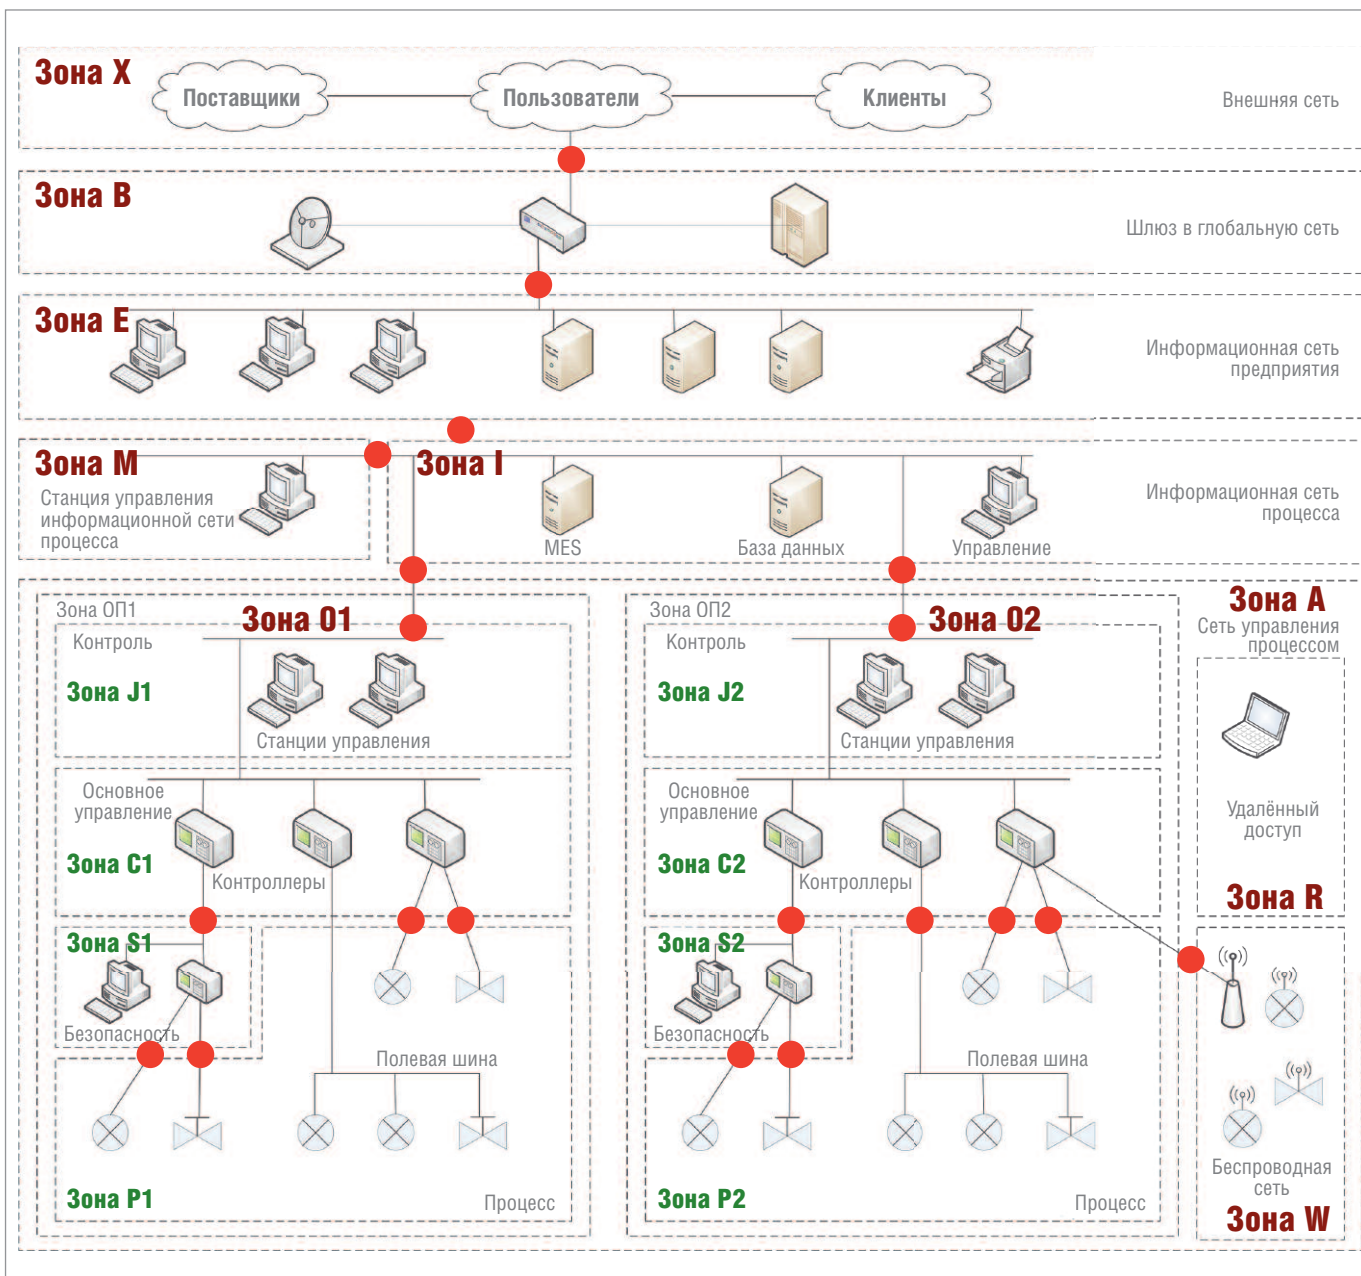 Зона X
Поставщики
Пользователи
Клиенты
Внешняя сеть
Зона B
Шлюз в глобальную сеть
Зона E
Информационная сеть
предприятия
Зона M
Станция управления
информационной сети
процесса
Зона I
MES
База данных
Управление
Информационная сеть
процесса
Зона ОП1
Зона O1
Контроль
Зона J1
Станции управления
Основное
управление
Зона C1
Контроллеры
Зона S1
Безопасность
Полевая шина
Зона P1
Процесс
Зона ОП2
Зона O2
Контроль
Зона J2
Станции управления
Основное
управление
Зона C2
Контроллеры
Зона S2
Безопасность
Полевая шина
Зона P2
Процесс
Зона A
Сеть управления
процессом
Удалённый
доступ
Зона R
Беспроводная
сеть
Зона W